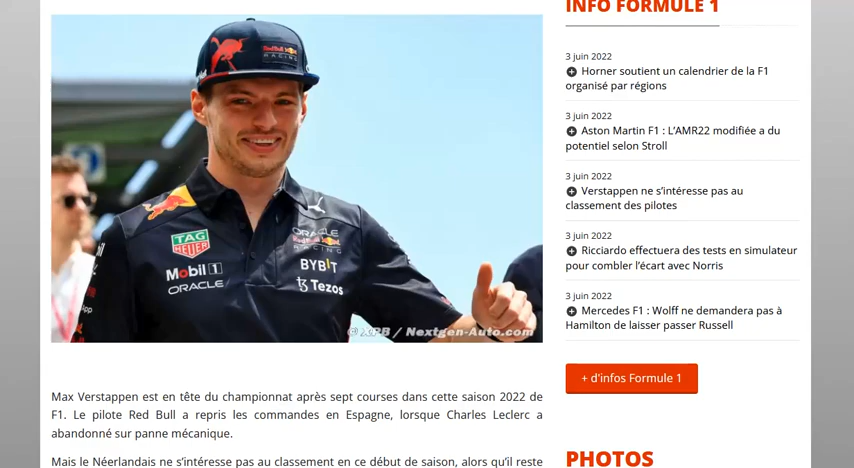 Red Bull
RACING
TAG
HEUER
Mobil 1
ORACLE
ORACLE
Red Bull
RACING
BYBIT
Tezos
© XPB / Nextgen-Auto.com
Max Verstappen est en tête du championnat après sept courses dans cette saison 2022 de
F1. Le pilote Red Bull a repris les commandes en Espagne, lorsque Charles Leclerc a
abandonné sur panne mécanique.
Mais le Néerlandais ne s’intéresse pas au classement en ce début de saison, alors qu’il reste
INFO FORMULE 1
3 juin 2022
Horner soutient un calendrier de la F1
organisé par régions
3 juin 2022
Aston Martin F1 : L’AMR22 modifiée a du
potentiel selon Stroll
3 juin 2022
Verstappen ne s’intéresse pas au
classement des pilotes
3 juin 2022
Ricciardo effectuera des tests en simulateur
pour combler l’écart avec Norris
3 juin 2022
Mercedes F1 : Wolff ne demandera pas à
Hamilton de laisser passer Russell
+ d'infos Formule 1
PHOTOS